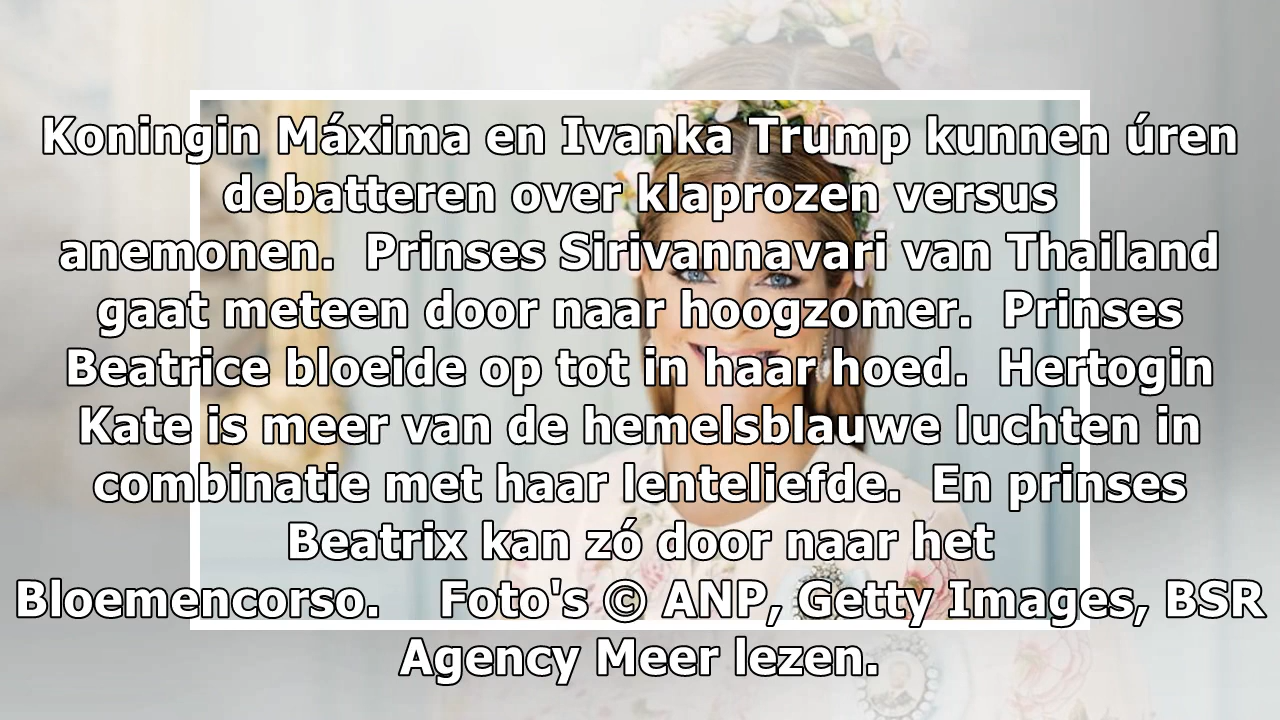 Koningin Máxima en Ivanka Trump kunnen úren
debatteren over klaprozen versus
anemonen.  Prinses Sirivannavari van Thailand
gaat meteen door naar hoogzomer.  Prinses
Beatrice bloeide op tot in haar hoed.  Hertogin
Kate is meer van de hemelsblauwe luchten in
combinatie met haar lenteliefde.  En prinses
Beatrix kan zó door naar het
Bloemencorso.    Foto's © ANP, Getty Images, BSR
Agency Meer lezen.